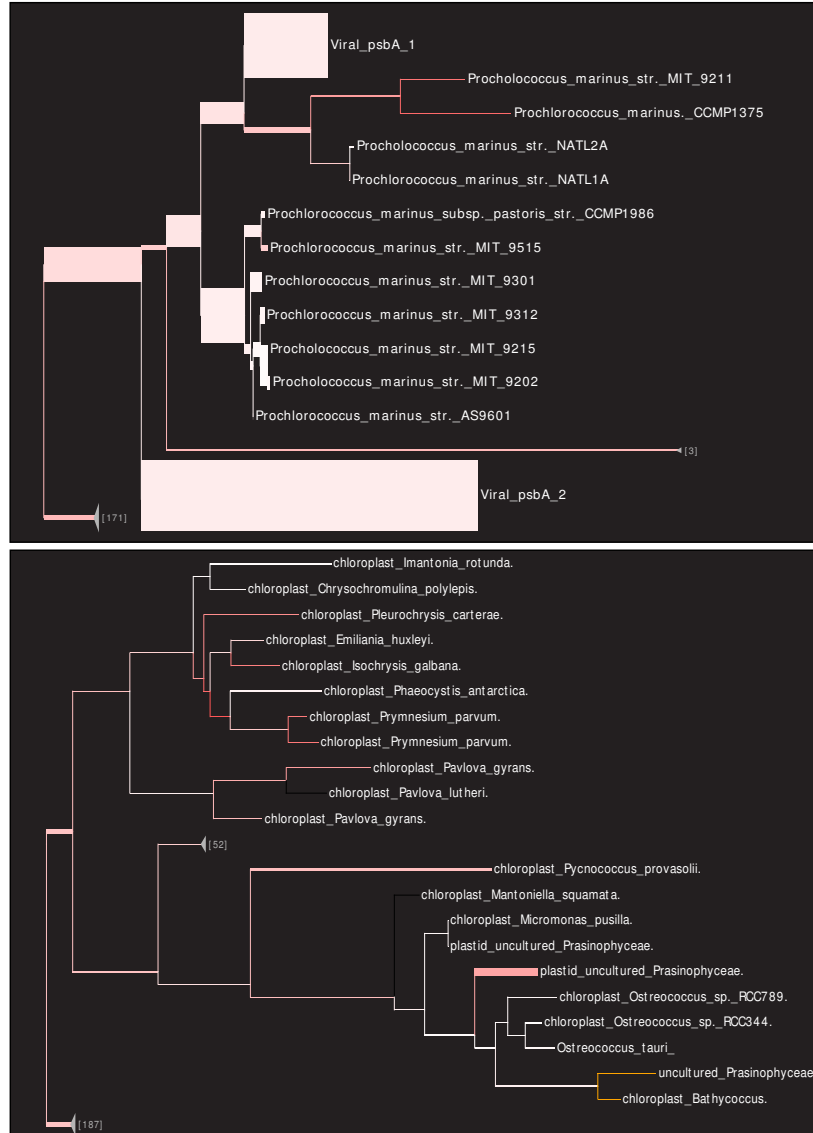 Viral_psbA_1
Procholococcus_marinus_str._MIT_9211
Prochlorococcus_marinus._CCMP1375
Procholococcus_marinus_str._NATL2A
Prochlorococcus_marinus_str._NATL1A
Prochlorococcus_marinus_subsp._pastoris_str._CCMP1986
Prochlorococcus_marinus_str._MIT_9515
Prochlorococcus_marinus_str._MIT_9301
Prochlorococcus_marinus_str._MIT_9312
Procholococcus_marinus_str._MIT_9215
Procholococcus_marinus_str._MIT_9202
Prochlorococcus_marinus_str._AS9601
[3]
Viral_psbA_2
[171]
chloroplast_Imantonia_rotunda.
chloroplast_Chrysochromulina_polylepis.
chloroplast_Pleurochrysis_carterae.
chloroplast_Emiliania_huxleyi.
chloroplast_Isochrysis_galbana.
chloroplast_Phaeocystis_antarctica.
chloroplast_Prymnesium_parvum.
chloroplast_Prymnesium_parvum.
chloroplast_Pavlova_gyrans.
chloroplast_Pavlova_lutheri.
chloroplast_Pavlova_gyrans.
[52]
chloroplast_Pycnococcus_provasolii.
chloroplast_Mantoniella_squamata.
chloroplast_Micromonas_pusilla.
plastid_uncultured_Prasinophyceae.
plastid_uncultured_Prasinophyceae.
chloroplast_Ostreococcus_sp._RCC789.
chloroplast_Ostreococcus_sp._RCC344.
Ostreococcus_tauri_
uncultured_Prasinophyceae
chloroplast_Bathycoccus.
[187]